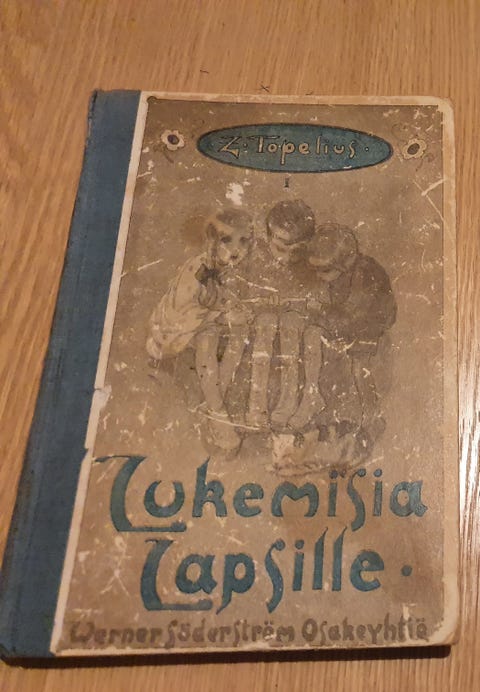 Z. Topelius.
I
Lukemisia
Lapsille.
Werner Söderström Osakeyhtiö